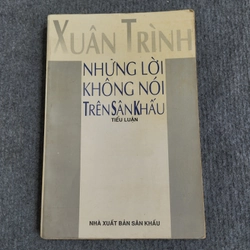 XUÂN TRÌNH
NHỮNG LỜI
KHÔNG NÓI
TRÊN SÂN KHẤU
TIỂU LUẬN
NHÀ XUẤT BẢN SÂN KHẤU